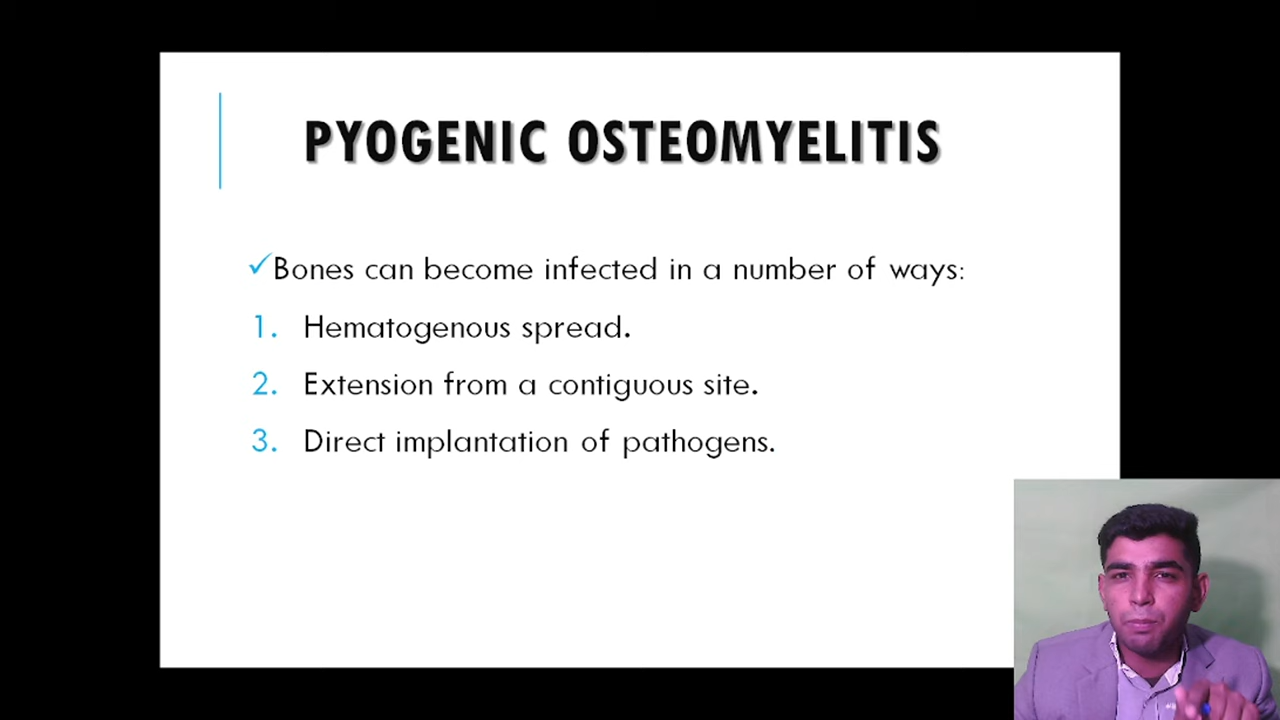 PYOGENIC OSTEOMYELITIS
✓Bones can become infected in a number of ways:
1. Hematogenous spread.
2. Extension from a contiguous site.
3. Direct implantation of pathogens.